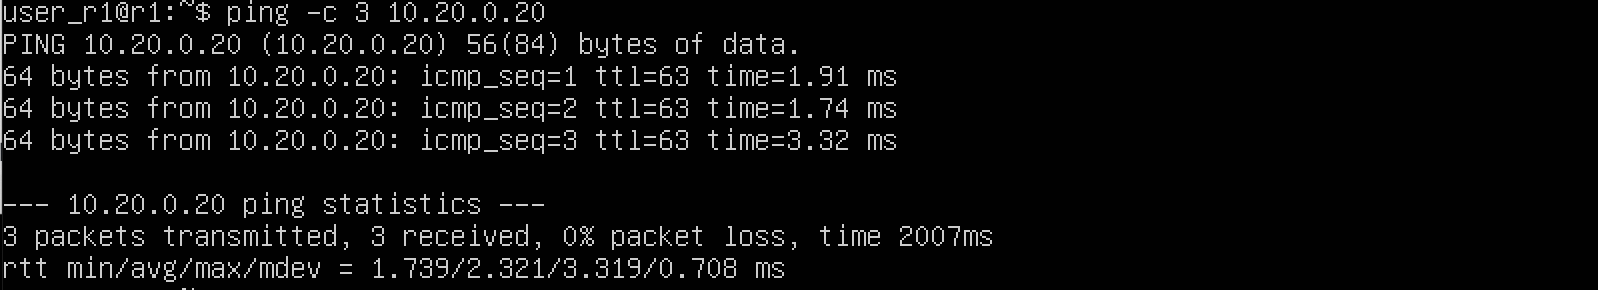 user_r1@r1:~$ ping -c 3 10.20.0.20
PING 10.20.0.20 (10.20.0.20) 56(84) bytes of data.
64 bytes from 10.20.0.20: icmp_seq=1 ttl=63 time=1.91 ms
64 bytes from 10.20.0.20: icmp_seq=2 ttl=63 time=1.74 ms
64 bytes from 10.20.0.20: icmp_seq=3 ttl=63 time=3.32 ms
--- 10.20.0.20 ping statistics ---
3 packets transmitted, 3 received, 0% packet loss, time 2007ms
rtt min/avg/max/mdev = 1.739/2.321/3.319/0.708 ms